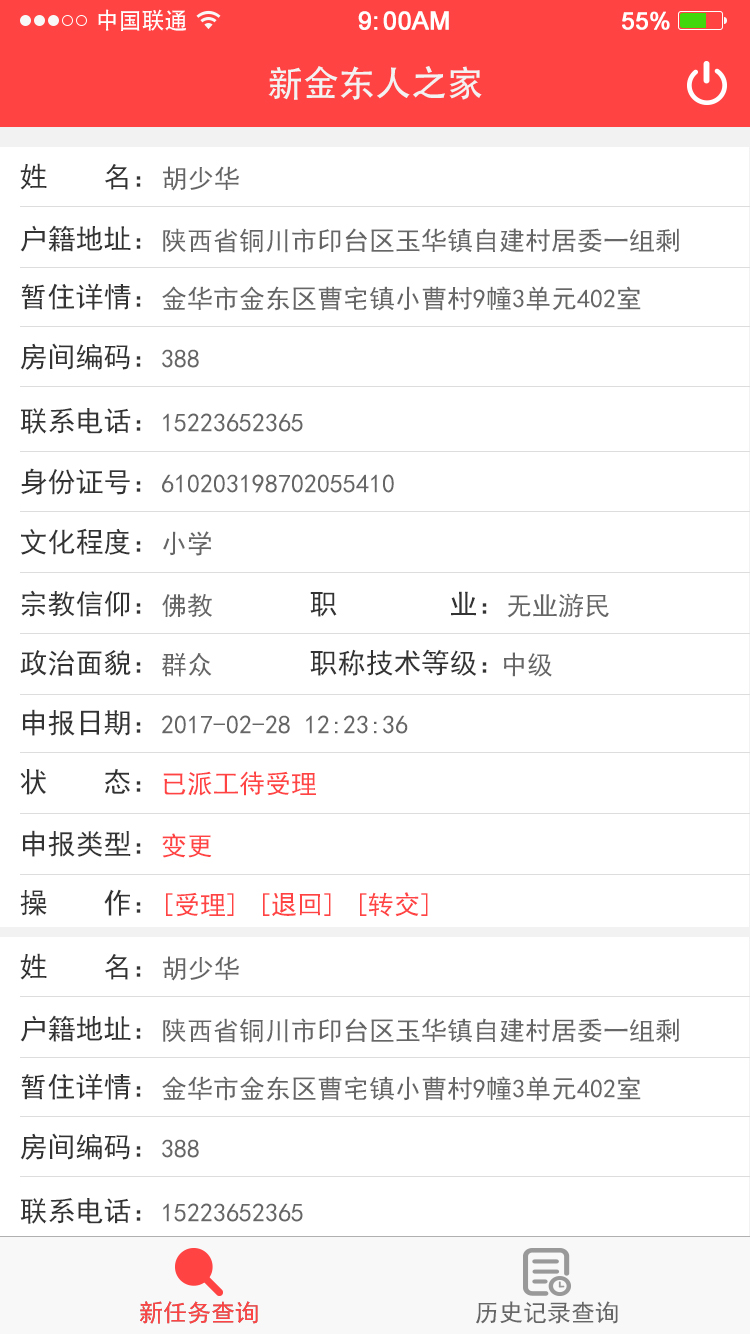 中国联通 9:00AM 55%
新金东人之家
姓 名： 胡少华
户籍地址： 陕西省铜川市印台区玉华镇自建村居委一组剩
暂住详情： 金华市金东区曹宅镇小曹村9幢3单元402室
房间编码： 388
联系电话： 15223652365
身份证号： 610203198702055410
文化程度： 小学
宗教信仰： 佛教 职 业： 无业游民
政治面貌： 群众 职称技术等级： 中级
申报日期： 2017-02-28 12:23:36
状 态： 已派工待受理
申报类型： 变更
操 作： [受理] [退回] [转交]
姓 名： 胡少华
户籍地址： 陕西省铜川市印台区玉华镇自建村居委一组剩
暂住详情： 金华市金东区曹宅镇小曹村9幢3单元402室
房间编码： 388
联系电话： 15223652365
新任务查询 历史记录查询